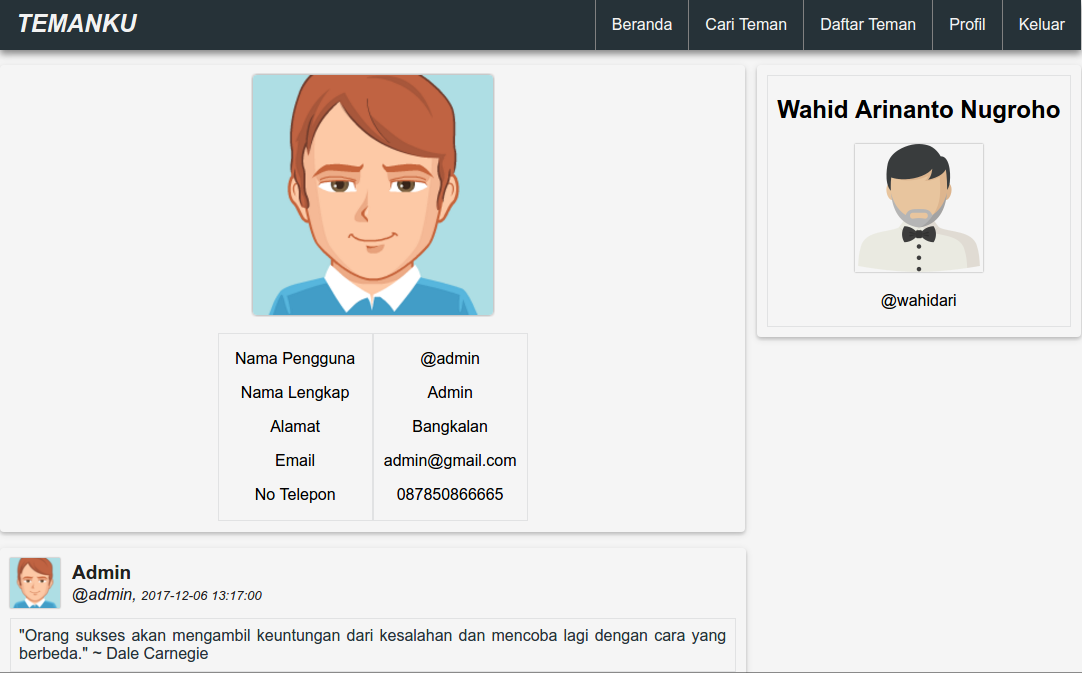 TEMANKU
Beranda Cari Teman Daftar Teman Profil Keluar
Nama Pengguna @admin
Nama Lengkap Admin
Alamat Bangkalan
Email admin@gmail.com
No Telepon 087850866665
Wahid Arinanto Nugroho
@wahidari
Admin
@admin, 2017-12-06 13:17:00
"Orang sukses akan mengambil keuntungan dari kesalahan dan mencoba lagi dengan cara yang
berbeda." ~ Dale Carnegie